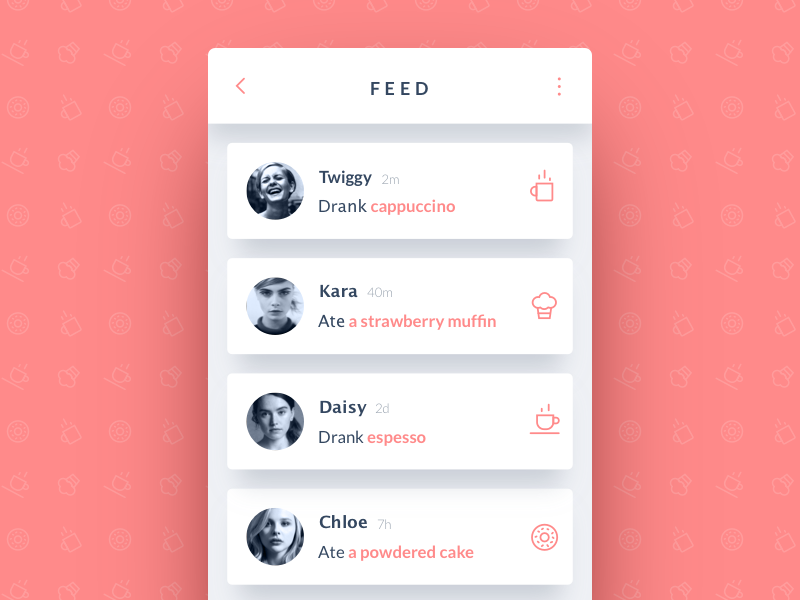 FEED
Twiggy 2m
Drank cappuccino
Kara 40m
Ate a strawberry muffin
Daisy 2d
Drank espesso
Chloe 7h
Ate a powdered cake